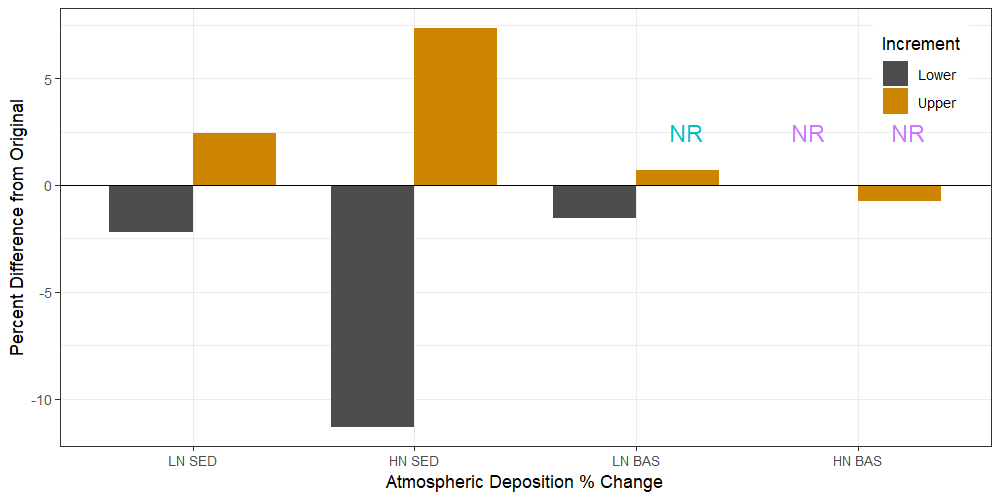 Increment
Lower
Upper
NR NR NR
5
0
-5
-10
Percent Difference from Original
LN SED HN SED LN BAS HN BAS
Atmospheric Deposition % Change